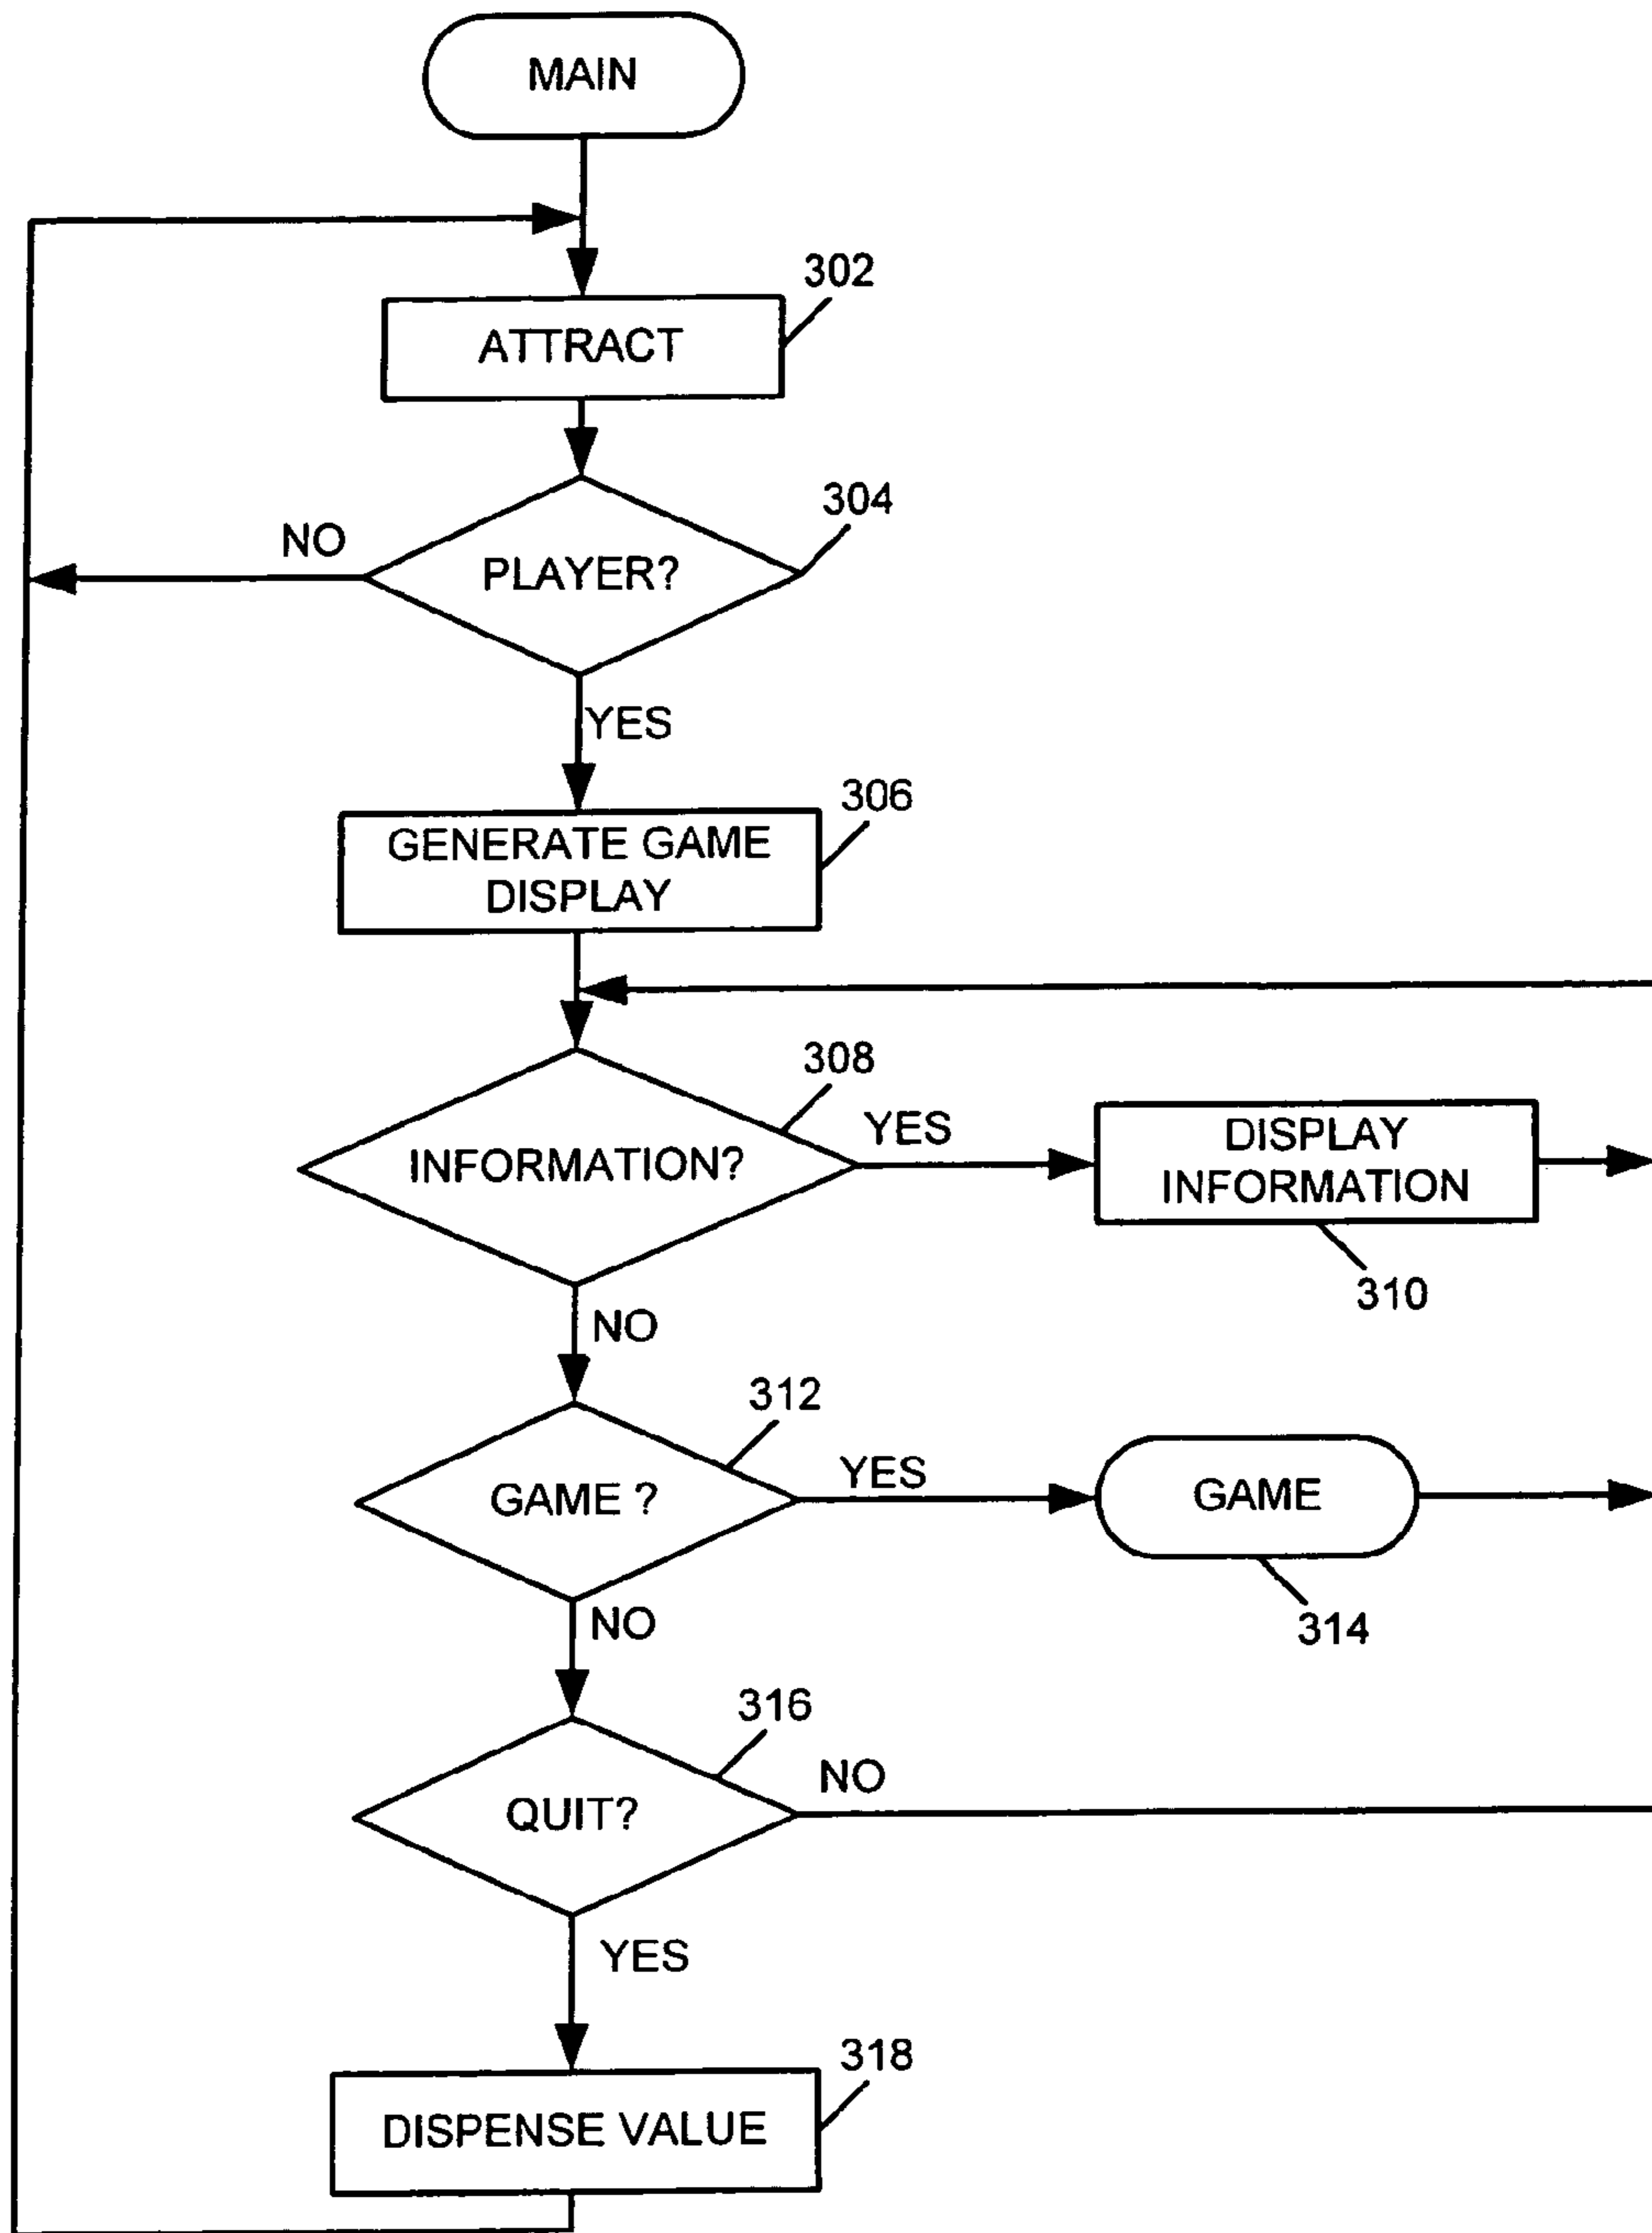 MAIN
302
ATTRACT
304
NO
PLAYER?
YES
306
GENERATE GAME
DISPLAY
308
YES
INFORMATION?
DISPLAY
INFORMATION
310
NO
312
YES
GAME ?
GAME
314
NO
316
NO
QUIT?
YES
318
DISPENSE VALUE